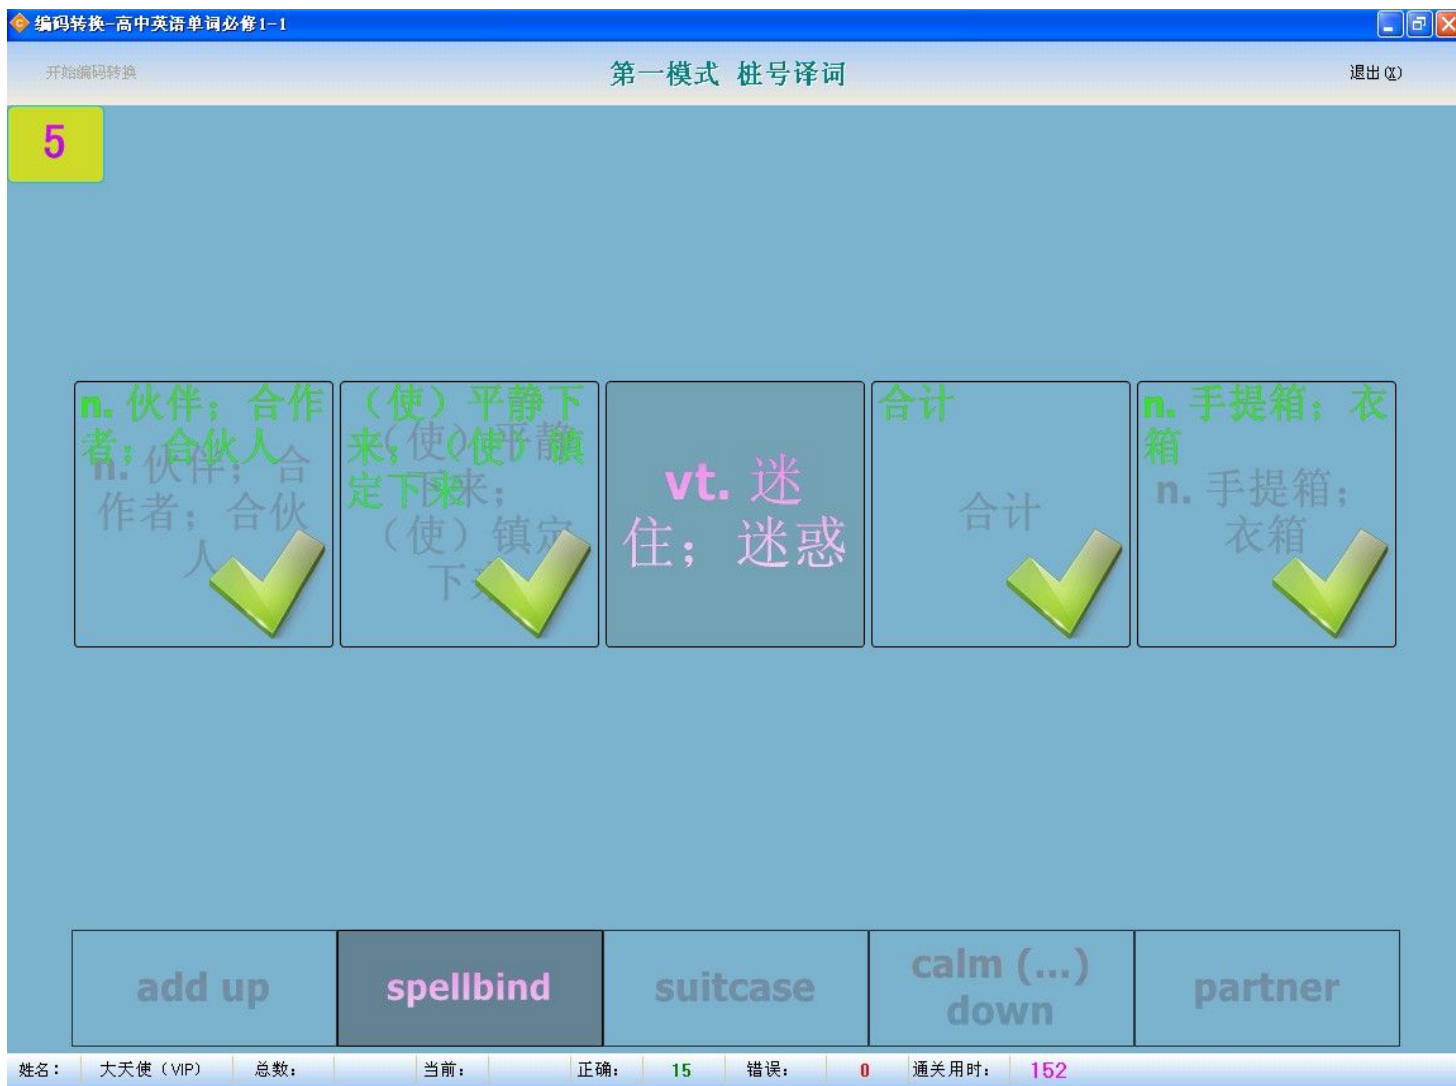 编码转换-高中英语单词必修1-1
开始编码转换
第一模式 桩号译词
退出(X)
5
n. 伙伴；合作
者；合伙人
n. 伙伴；合
作者；合伙
人
（使）平静下
来；（使）镇
定下来
（使）平静
下来；
（使）镇定
下来
vt. 迷
住；迷惑
合计
合计
n. 手提箱；衣
箱
n. 手提箱；
衣箱
add up
spellbind
suitcase
calm (...)
down
partner
姓名： 大天使（VIP） 总数： 当前： 正确： 15 错误： 0 通关用时： 152